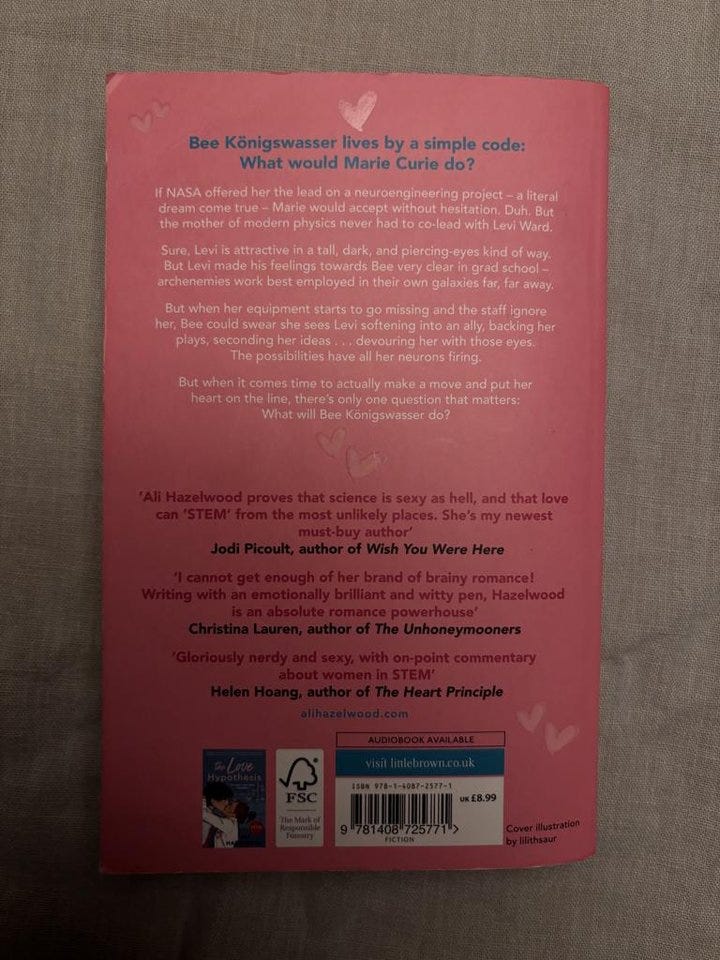 Bee Königswasser lives by a simple code:
What would Marie Curie do?
If NASA offered her the lead on a neuroengineering project – a literal
dream come true – Marie would accept without hesitation. Duh. But
the mother of modern physics never had to co-lead with Levi Ward.
Sure, Levi is attractive in a tall, dark, and piercing-eyes kind of way.
But Levi made his feelings towards Bee very clear in grad school –
archenemies work best employed in their own galaxies far, far away.
But when her equipment starts to go missing and the staff ignore
her, Bee could swear she sees Levi softening into an ally, backing her
plays, seconding her ideas . . . devouring her with those eyes.
The possibilities have all her neurons firing.
But when it comes time to actually make a move and put her
heart on the line, there's only one question that matters:
What will Bee Königswasser do?
'Ali Hazelwood proves that science is sexy as hell, and that love
can 'STEM' from the most unlikely places. She's my newest
must-buy author'
Jodi Picoult, author of Wish You Were Here
'I cannot get enough of her brand of brainy romance!
Writing with an emotionally brilliant and witty pen, Hazelwood
is an absolute romance powerhouse'
Christina Lauren, author of The Unhoneymooners
'Gloriously nerdy and sexy, with on-point commentary
about women in STEM'
Helen Hoang, author of The Heart Principle
alihazelwood.com
AUDIOBOOK AVAILABLE
visit littlebrown.co.uk
ISBN 978-1-4087-2577-1
UK £8.99
9 781408 725771 >
FICTION
the Love
Hypothesis
FSC
The Mark of
Responsible
Forestry
Cover illustration
by lilithsaur